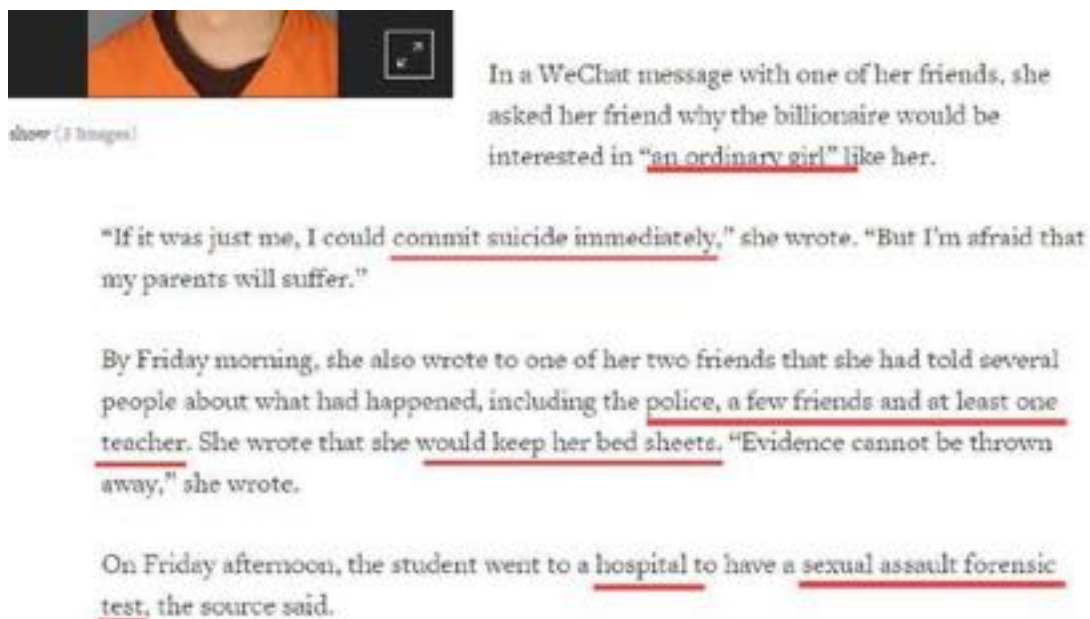 In a WeChat message with one of her friends, she
asked her friend why the billionaire would be
interested in “an ordinary girl” like her.
show (3 Images)
“If it was just me, I could commit suicide immediately,” she wrote. “But I’m afraid that
my parents will suffer.”
By Friday morning, she also wrote to one of her two friends that she had told several
people about what had happened, including the police, a few friends and at least one
teacher. She wrote that she would keep her bed sheets. “Evidence cannot be thrown
away,” she wrote.
On Friday afternoon, the student went to a hospital to have a sexual assault forensic
test, the source said.